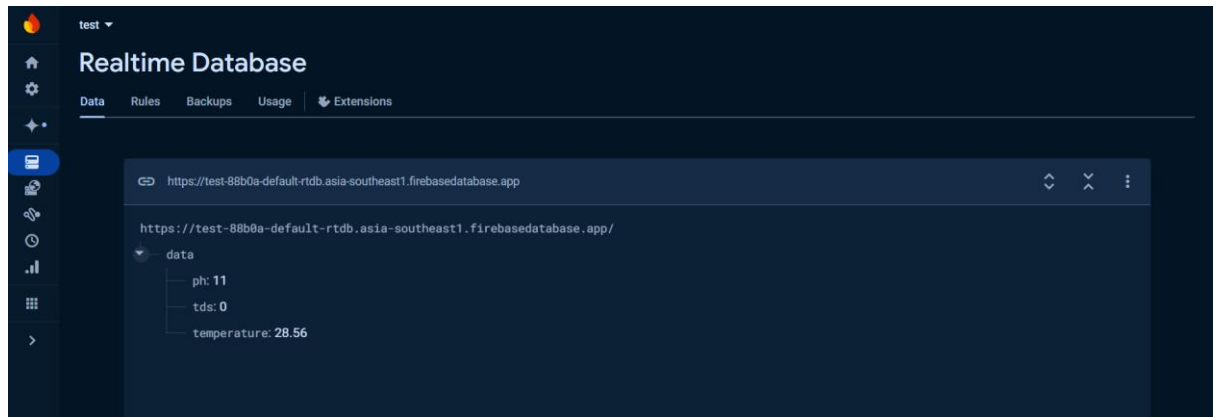 test
Realtime Database
Data Rules Backups Usage Extensions
https://test-88b0a-default-rtdb.asia-southeast1.firebasedatabase.app
https://test-88b0a-default-rtdb.asia-southeast1.firebasedatabase.app/
data
ph: 11
tds: 0
temperature: 28.56